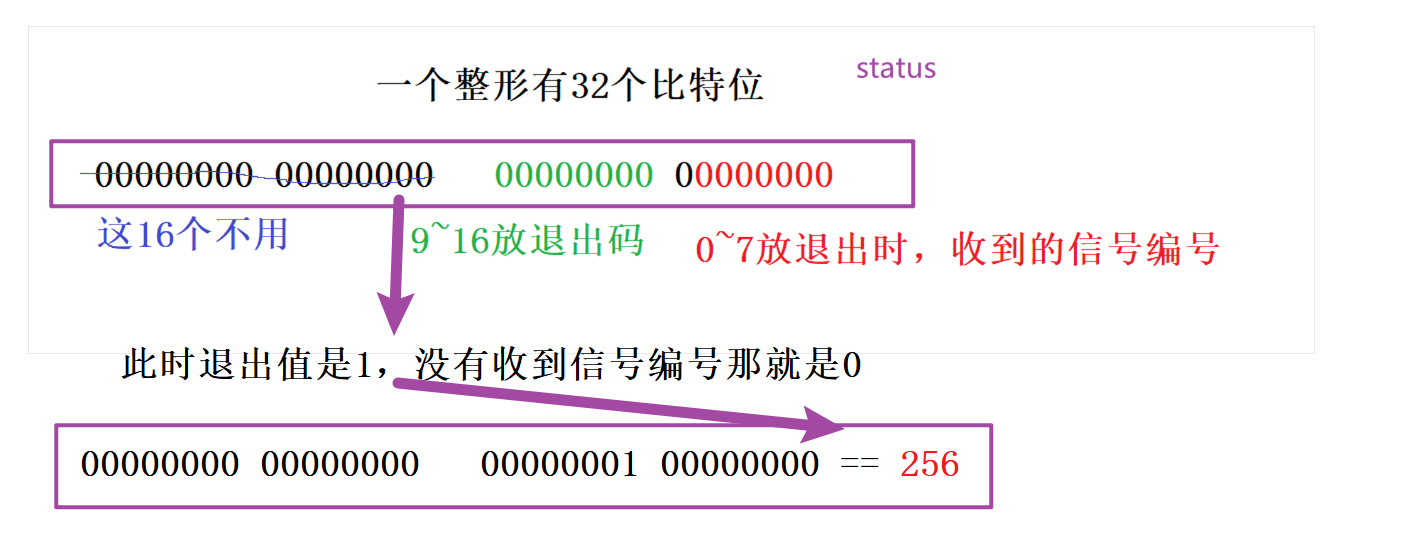 一个整形有32个比特位 status
00000000 00000000 00000000 00000000
这16个不用 9~16放退出码 0~7放退出时，收到的信号编号
此时退出值是1，没有收到信号编号那就是0
00000000 00000000 00000001 00000000 == 256